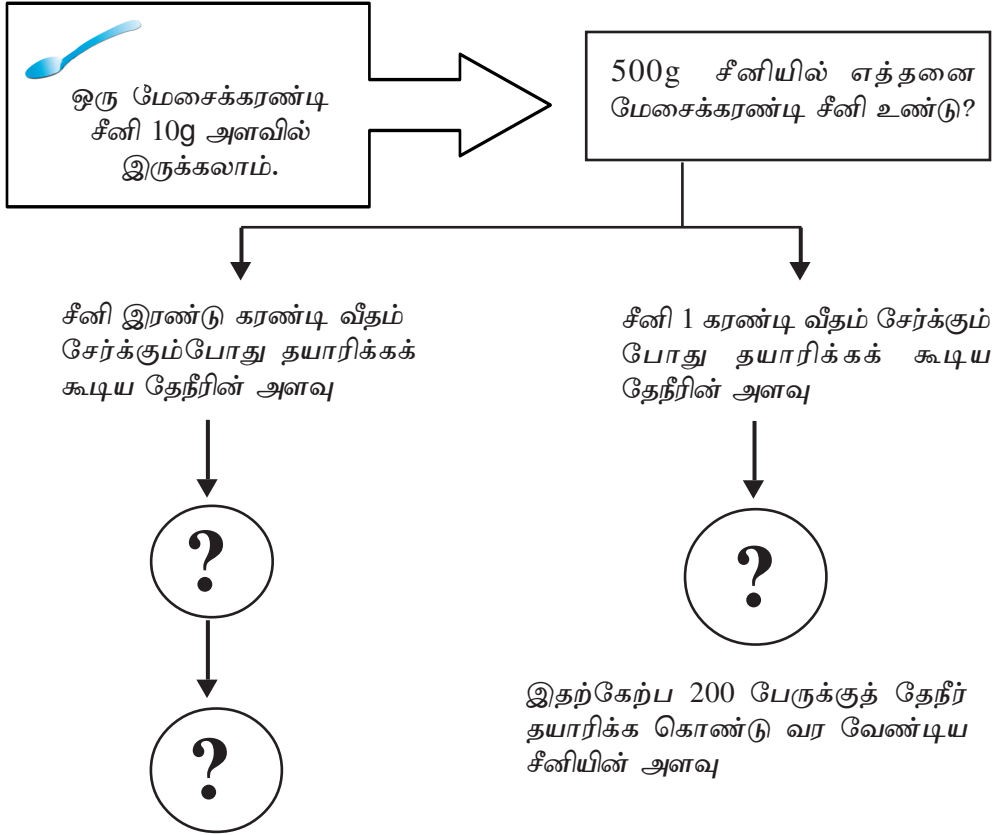 ஒரு மேசைக்கரண்டி
சீனி 10g அளவில்
இருக்கலாம்.
500g சீனியில் எத்தனை
மேசைக்கரண்டி சீனி உண்டு?
சீனி இரண்டு கரண்டி வீதம்
சேர்க்கும்போது தயாரிக்கக்
கூடிய தேநீரின் அளவு
சீனி 1 கரண்டி வீதம் சேர்க்கும்
போது தயாரிக்கக் கூடிய
தேநீரின் அளவு
?
?
?
இதற்கேற்ப 200 பேருக்குத் தேநீர்
தயாரிக்க கொண்டு வர வேண்டிய
சீனியின் அளவு